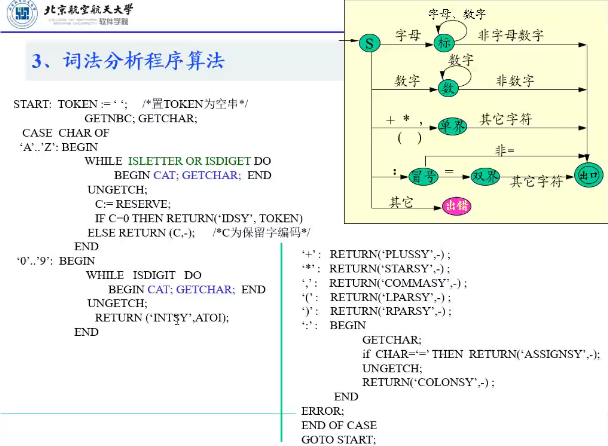 北京航空航天大学
软件学院
3、词法分析程序算法
START: TOKEN := ‘ ‘; /*置TOKEN为空串*/
GETNBC; GETCHAR;
CASE CHAR OF
‘A’..’Z’: BEGIN
WHILE ISLETTER OR ISDIGET DO
BEGIN CAT; GETCHAR; END
UNGETCH;
C:= RESERVE;
IF C=0 THEN RETURN(‘IDSY’, TOKEN)
ELSE RETURN (C,-); /*C为保留字编码*/
END
‘0’..’9’: BEGIN
WHILE ISDIGIT DO
BEGIN CAT; GETCHAR; END
UNGETCH;
RETURN (‘INTSY’,ATOI);
END
‘+’ : RETURN(‘PLUSSY’,-) ;
‘*’ : RETURN(‘STARSY’,-) ;
‘,’ : RETURN(‘COMMASY’,-) ;
‘(’ : RETURN(‘LPARSY’,-) ;
‘)’ : RETURN(‘RPARSY’,-) ;
‘:’ : BEGIN
GETCHAR;
if CHAR=‘=’ THEN RETURN(‘ASSIGNSY’,-);
UNGETCH;
RETURN(‘COLONSY’,-) ;
END
ERROR;
END OF CASE
GOTO START;
字母、数字
S 字母 标 非字母数字
数字
数字 数 非数字
+ * , 单界 其它字符
( )
非=
: 冒号 = 双界 其它字符 出口
其它 出错